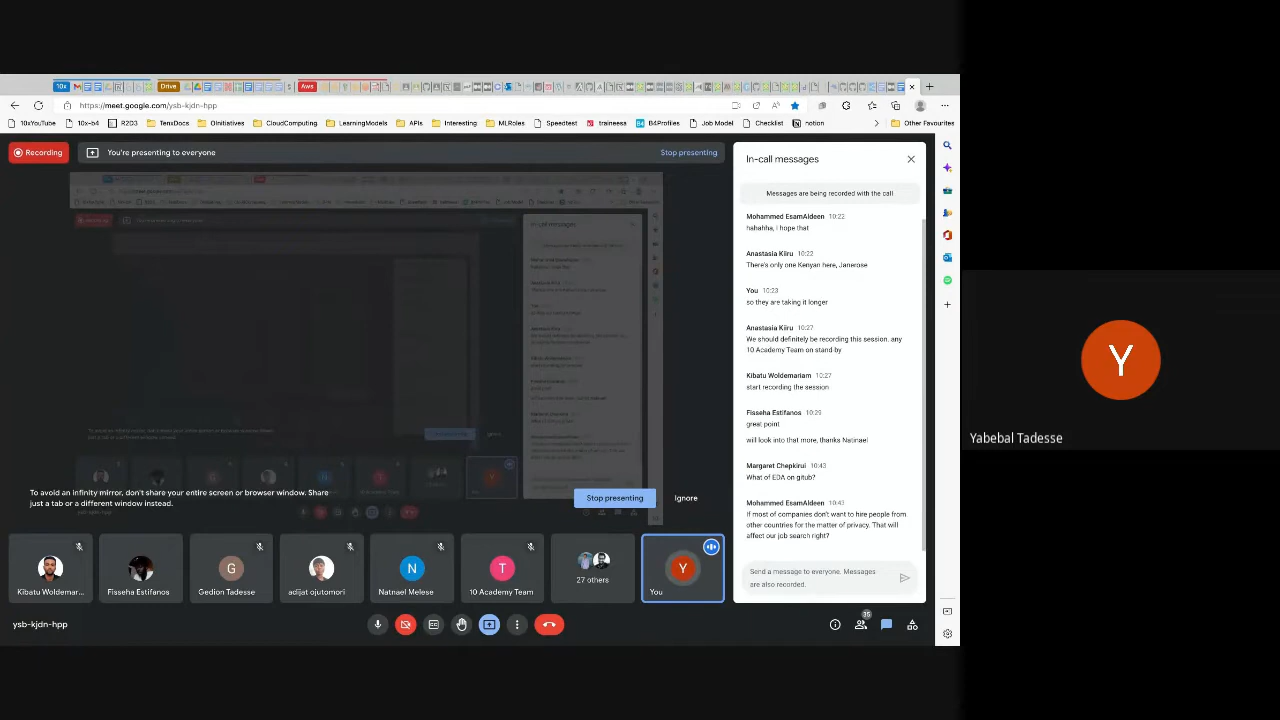 10x
Drive
Aws
https://meet.google.com/ysb-kjdn-hpp
10xYouTube
10x-b4
R2D3
TenxDocs
OInitiatives
CloudComputing
LearningModels
APIs
Interesting
MLRoles
Speedtest
traineesa
B4Profiles
Job Model
Checklist
notion
Other Favourites
Recording
You're presenting to everyone
Stop presenting
In-call messages
Messages are being recorded with the call
Mohammed EsamAldeen 10:22
hahahha, I hope that
Anastasia Kiiru 10:22
There's only one Kenyan here, Janerose
You 10:23
so they are taking it longer
Anastasia Kiiru 10:27
We should definitely be recording this session. any
10 Academy Team on stand by
Kibatu Woldemariam 10:27
start recording the session
Fisseha Estifanos 10:29
great point
will look into that more, thanks Natinael
Margaret Chepkirui 10:43
What of EDA on gitub?
Mohammed EsamAldeen 10:43
If most of companies don't want to hire people from
other countries for the matter of privacy. That will
affect our job search right?
Send a message to everyone. Messages
are also recorded.
In-call messages
To avoid an infinity mirror, don't share your entire screen or browser window. Share
just a tab or a different window instead.
Stop presenting
Ignore
Kibatu Woldemar...
Fisseha Estifanos
G
Gedion Tadesse
adijat ojutomori
N
Natnael Melese
T
10 Academy Team
27 others
Y
You
ysb-kjdn-hpp
35
Y
Yabebal Tadesse